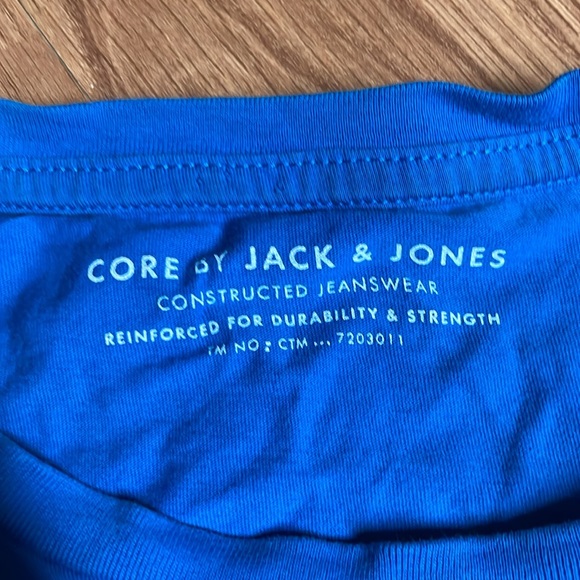 CORE BY JACK & JONES
CONSTRUCTED JEANSWEAR
REINFORCED FOR DURABILITY & STRENGTH
TM NO: CTM ... 7203011